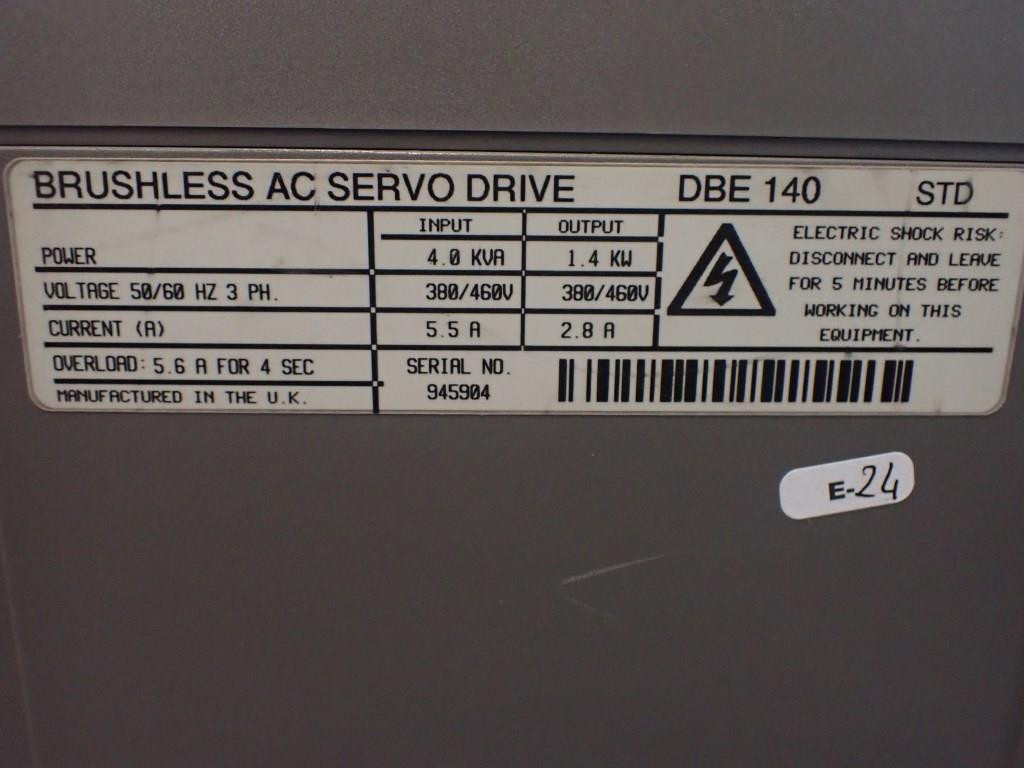 BRUSHLESS AC SERVO DRIVE DBE 140 STD
INPUT OUTPUT
POWER 4.0 KVA 1.4 KW
VOLTAGE 50/60 HZ 3 PH. 380/460V 380/460V
CURRENT (A) 5.5 A 2.8 A
OVERLOAD: 5.6 A FOR 4 SEC
MANUFACTURED IN THE U.K.
SERIAL NO.
945904
ELECTRIC SHOCK RISK:
DISCONNECT AND LEAVE
FOR 5 MINUTES BEFORE
WORKING ON THIS
EQUIPMENT.
E-24